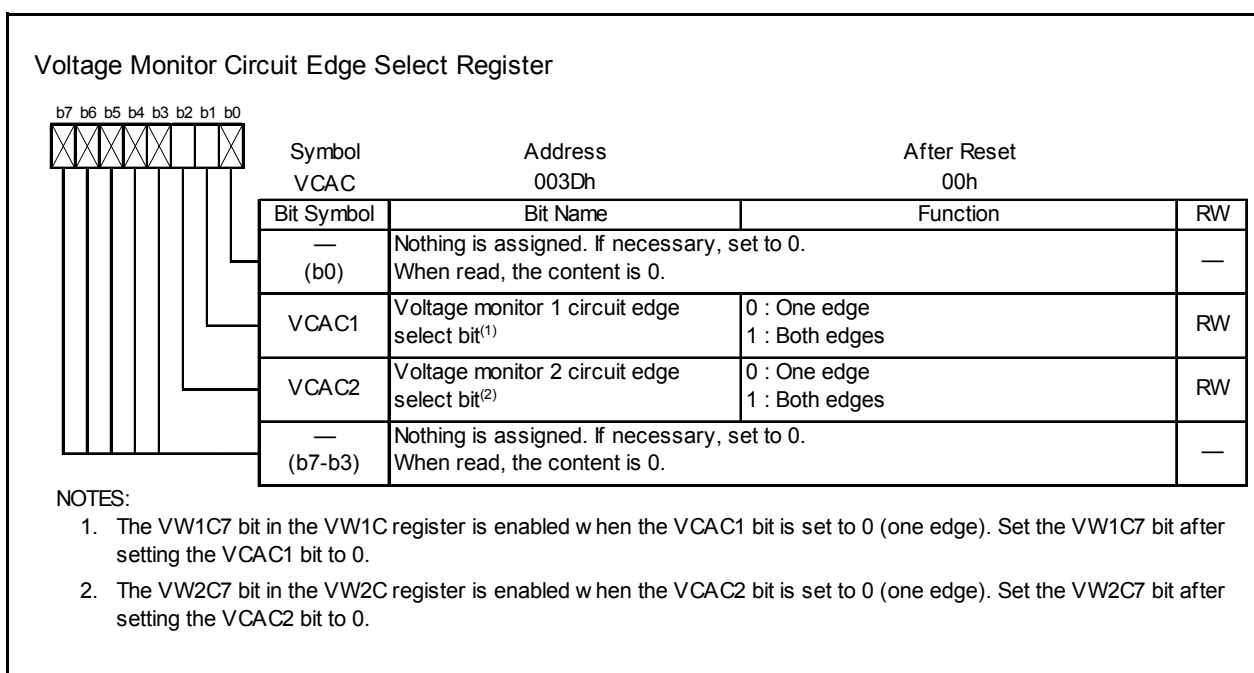 Voltage Monitor Circuit Edge Select Register
b7 b6 b5 b4 b3 b2 b1 b0
Symbol Address After Reset
VCAC 003Dh 00h
Bit Symbol Bit Name Function RW
— (b0) Nothing is assigned. If necessary, set to 0.
When read, the content is 0. —
VCAC1 Voltage monitor 1 circuit edge
select bit(1) 0 : One edge
1 : Both edges RW
VCAC2 Voltage monitor 2 circuit edge
select bit(2) 0 : One edge
1 : Both edges RW
— (b7-b3) Nothing is assigned. If necessary, set to 0.
When read, the content is 0. —
NOTES:
1. The VW1C7 bit in the VW1C register is enabled w hen the VCAC1 bit is set to 0 (one edge). Set the VW1C7 bit after
setting the VCAC1 bit to 0.
2. The VW2C7 bit in the VW2C register is enabled w hen the VCAC2 bit is set to 0 (one edge). Set the VW2C7 bit after
setting the VCAC2 bit to 0.